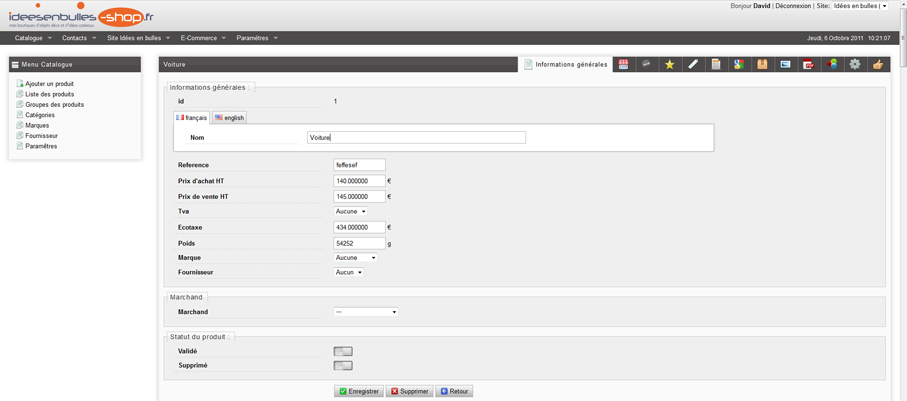 ideesenbulles-shop.fr
mes boutiques d'objets déco et d'idées cadeaux
Bonjour David | Déconnexion | Site: Idées en bulles (
Catalogue Contacts Site Idées en bulles E-Commerce Paramètres Jeudi, 6 Octobre 2011 10:21:07
Menu Catalogue
Ajouter un produit
Liste des produits
Groupes des produits
Catégories
Marques
Fournisseur
Paramètres
Voiture Informations générales
Informations générales :
id 1
français english
Nom Voiture
Reference feffesef
Prix d'achat HT 140.000000 €
Prix de vente HT 145.000000 €
Tva Aucune
Ecotaxe 434.000000 €
Poids 54252 g
Marque Aucune
Fournisseur Aucun
Marchand
Marchand ---
Statut du produit :
Validé
Supprimé
Enregistrer Supprimer Retour